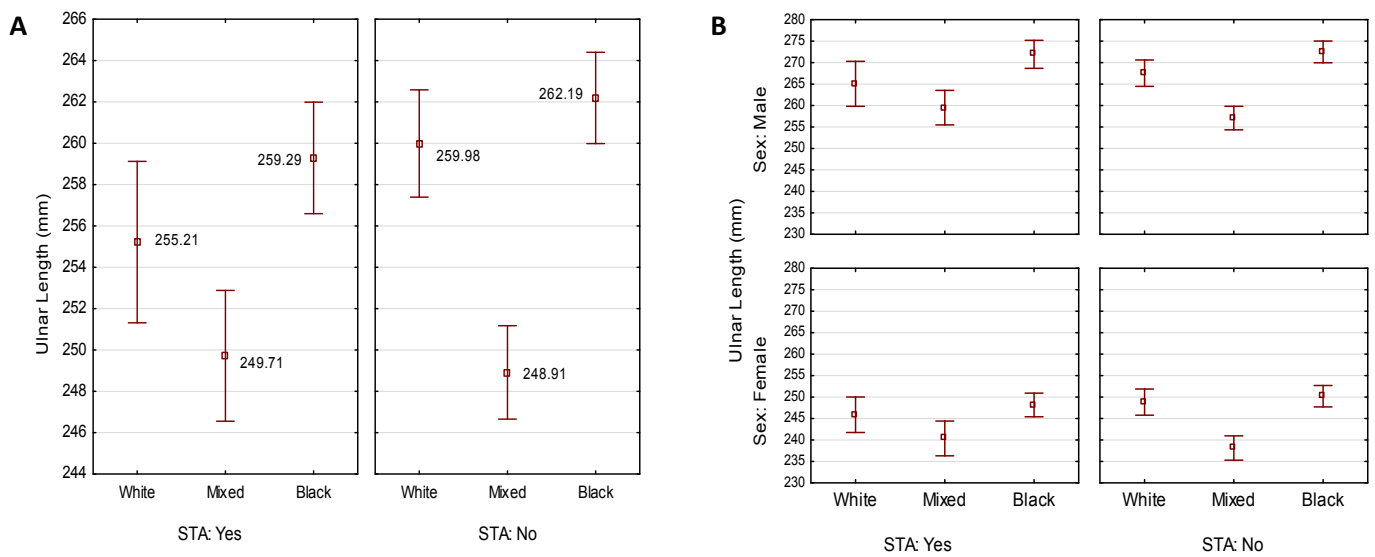 A
Ulnar Length (mm)
266
264
262
260
258
256
254
252
250
248
246
244
255.21
249.71
259.29
259.98
248.91
262.19
White Mixed Black
White Mixed Black
STA: Yes
STA: No
B
Ulnar Length (mm)
Sex: Male
280
275
270
265
260
255
250
245
240
235
230
Sex: Female
280
275
270
265
260
255
250
245
240
235
230
White Mixed Black
White Mixed Black
STA: Yes
STA: No